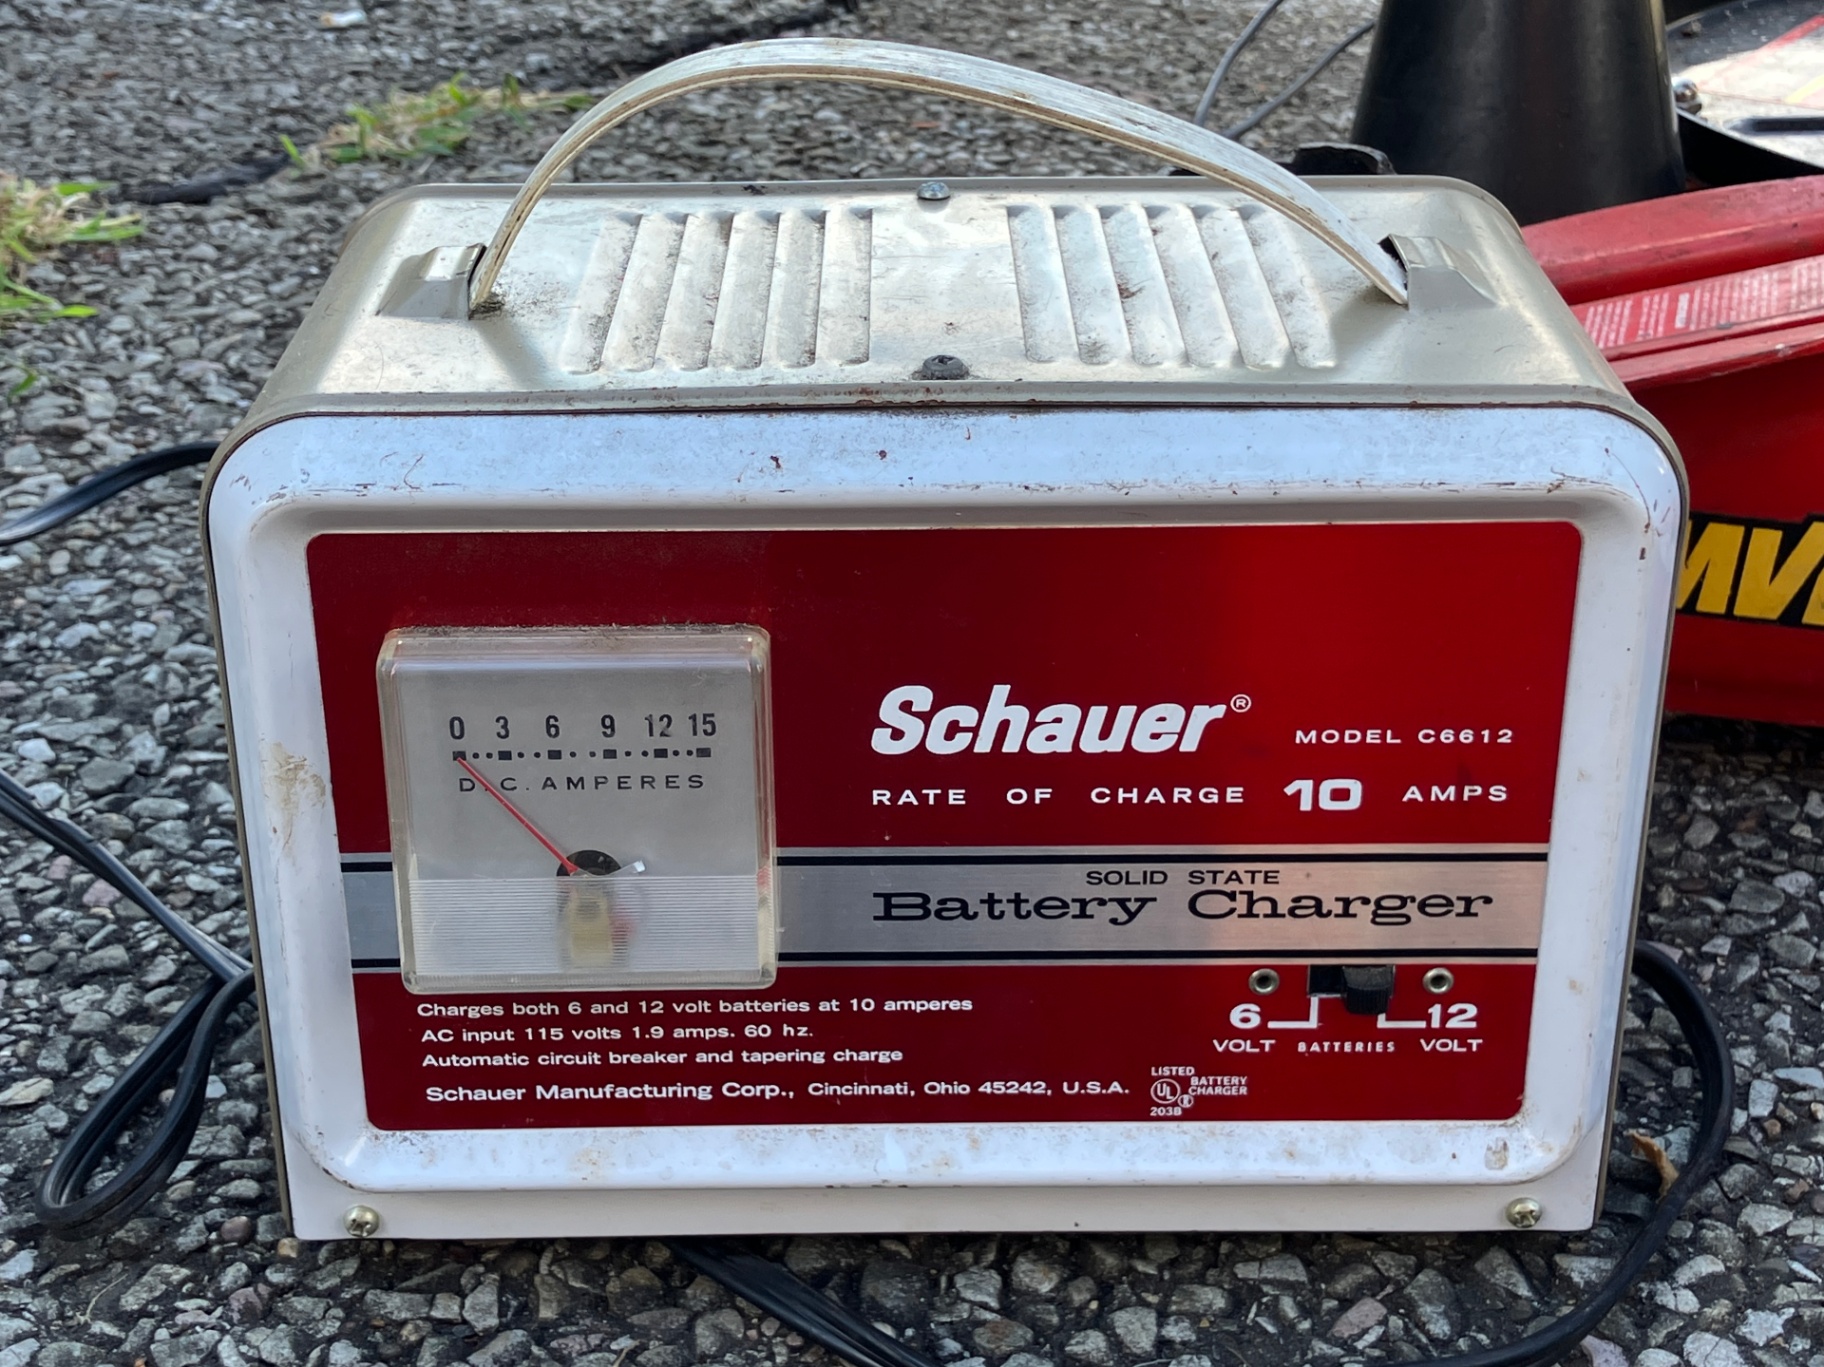 0 3 6 9 12 15
D.C. AMPERES
Schauer®
MODEL C6612
RATE OF CHARGE 10 AMPS
SOLID STATE
Battery Charger
6 VOLT
BATTERIES
12 VOLT
Charges both 6 and 12 volt batteries at 10 amperes
AC input 115 volts 1.9 amps. 60 hz.
Automatic circuit breaker and tapering charge
Schauer Manufacturing Corp., Cincinnati, Ohio 45242, U.S.A.
LISTED
UL ® BATTERY CHARGER
203B